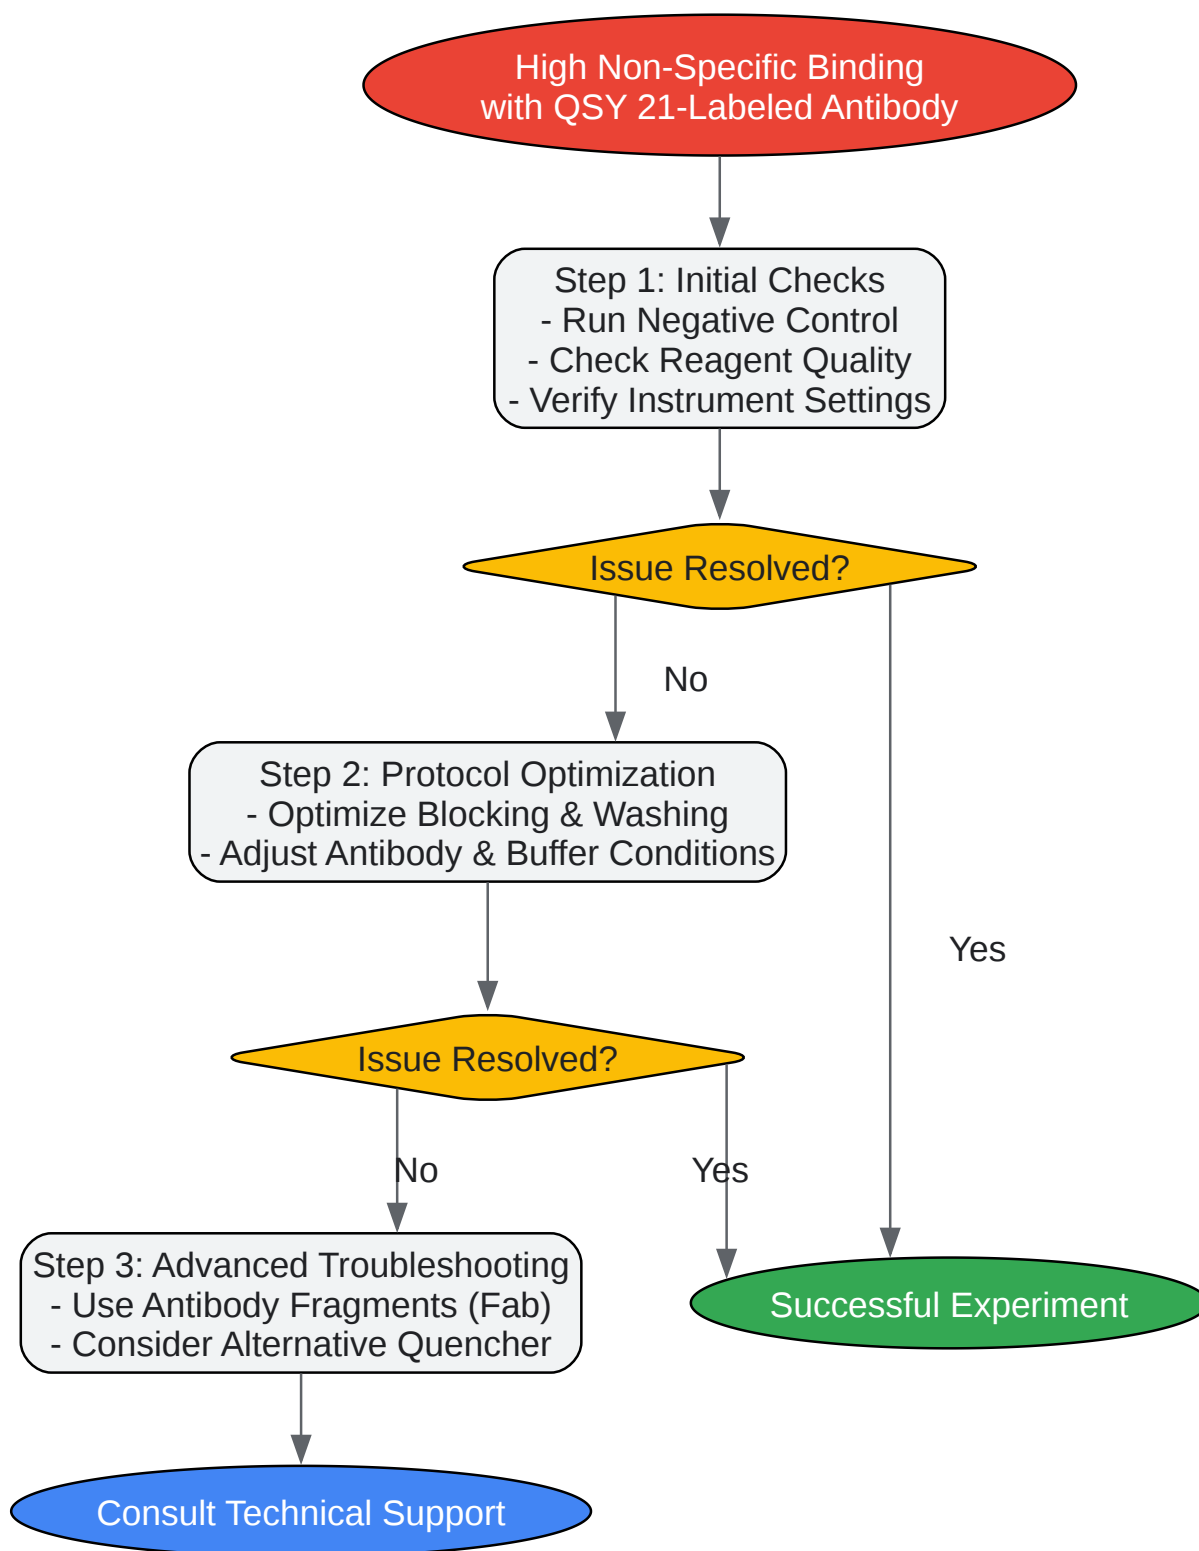 High Non-Specific Binding
with QSY 21-Labeled Antibody
Step 1: Initial Checks
- Run Negative Control
- Check Reagent Quality
- Verify Instrument Settings
Issue Resolved?
No
Step 2: Protocol Optimization
- Optimize Blocking & Washing
- Adjust Antibody & Buffer Conditions
Yes
Issue Resolved?
No
Yes
Step 3: Advanced Troubleshooting
- Use Antibody Fragments (Fab)
- Consider Alternative Quencher
Successful Experiment
Consult Technical Support